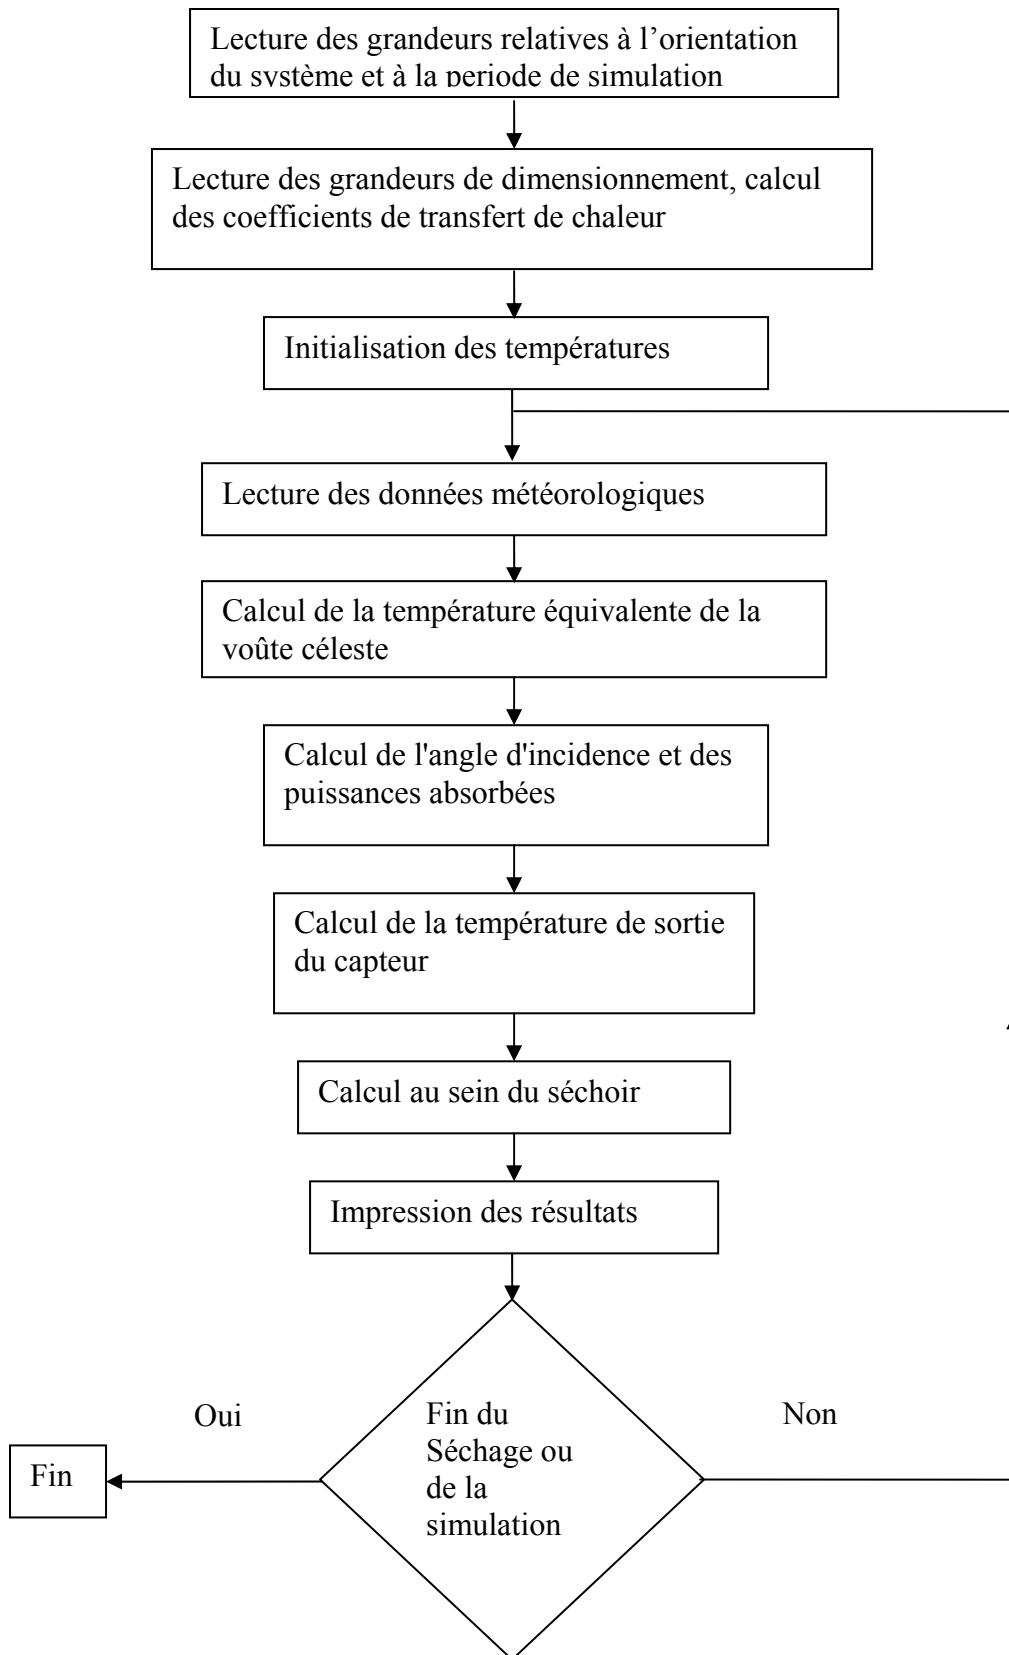 Lecture des grandeurs relatives à l’orientation
du système et à la periode de simulation
Lecture des grandeurs de dimensionnement, calcul
des coefficients de transfert de chaleur
Initialisation des températures
Lecture des données météorologiques
Calcul de la température équivalente de la
voûte céleste
Calcul de l'angle d'incidence et des
puissances absorbées
Calcul de la température de sortie
du capteur
Calcul au sein du séchoir
Impression des résultats
Oui
Fin du
Séchage ou
de la
simulation
Non
Fin